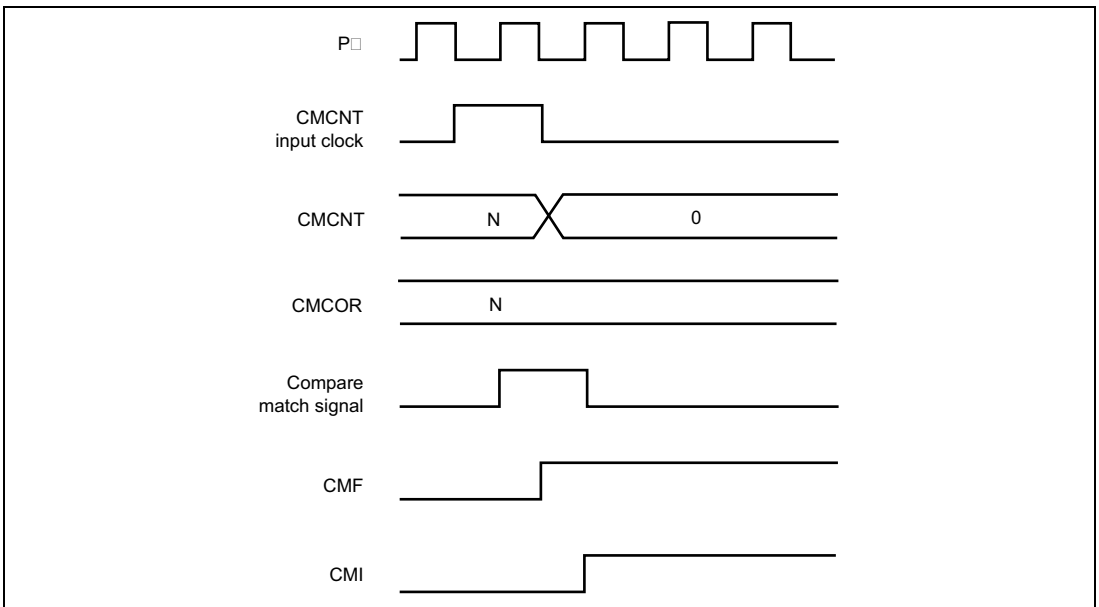 P□
CMCNT
input clock
CMCNT
N
0
CMCOR
N
Compare
match signal
CMF
CMI